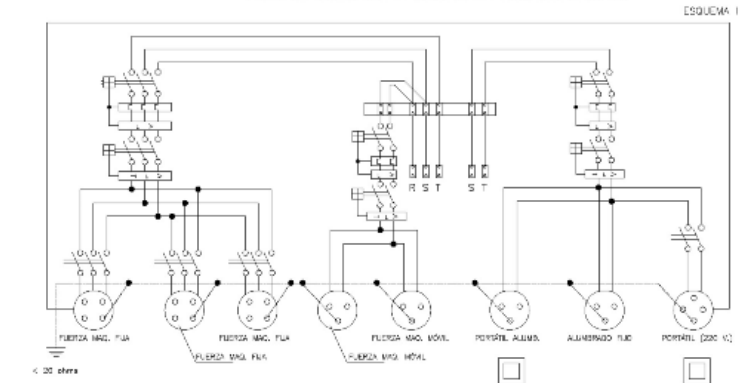 ESQUEMA I
R S T S T
FUERZA MAQ. FIJA
FUERZA MAQ. FIJA
FUERZA MAQ. MÓVIL
PORTÁTIL ALUMB.
ALUMBRADO FIJO
PORTÁTIL (220 V.)
FUERZA MAQ. FIJA
FUERZA MAQ. MÓVIL
< 20 ohms